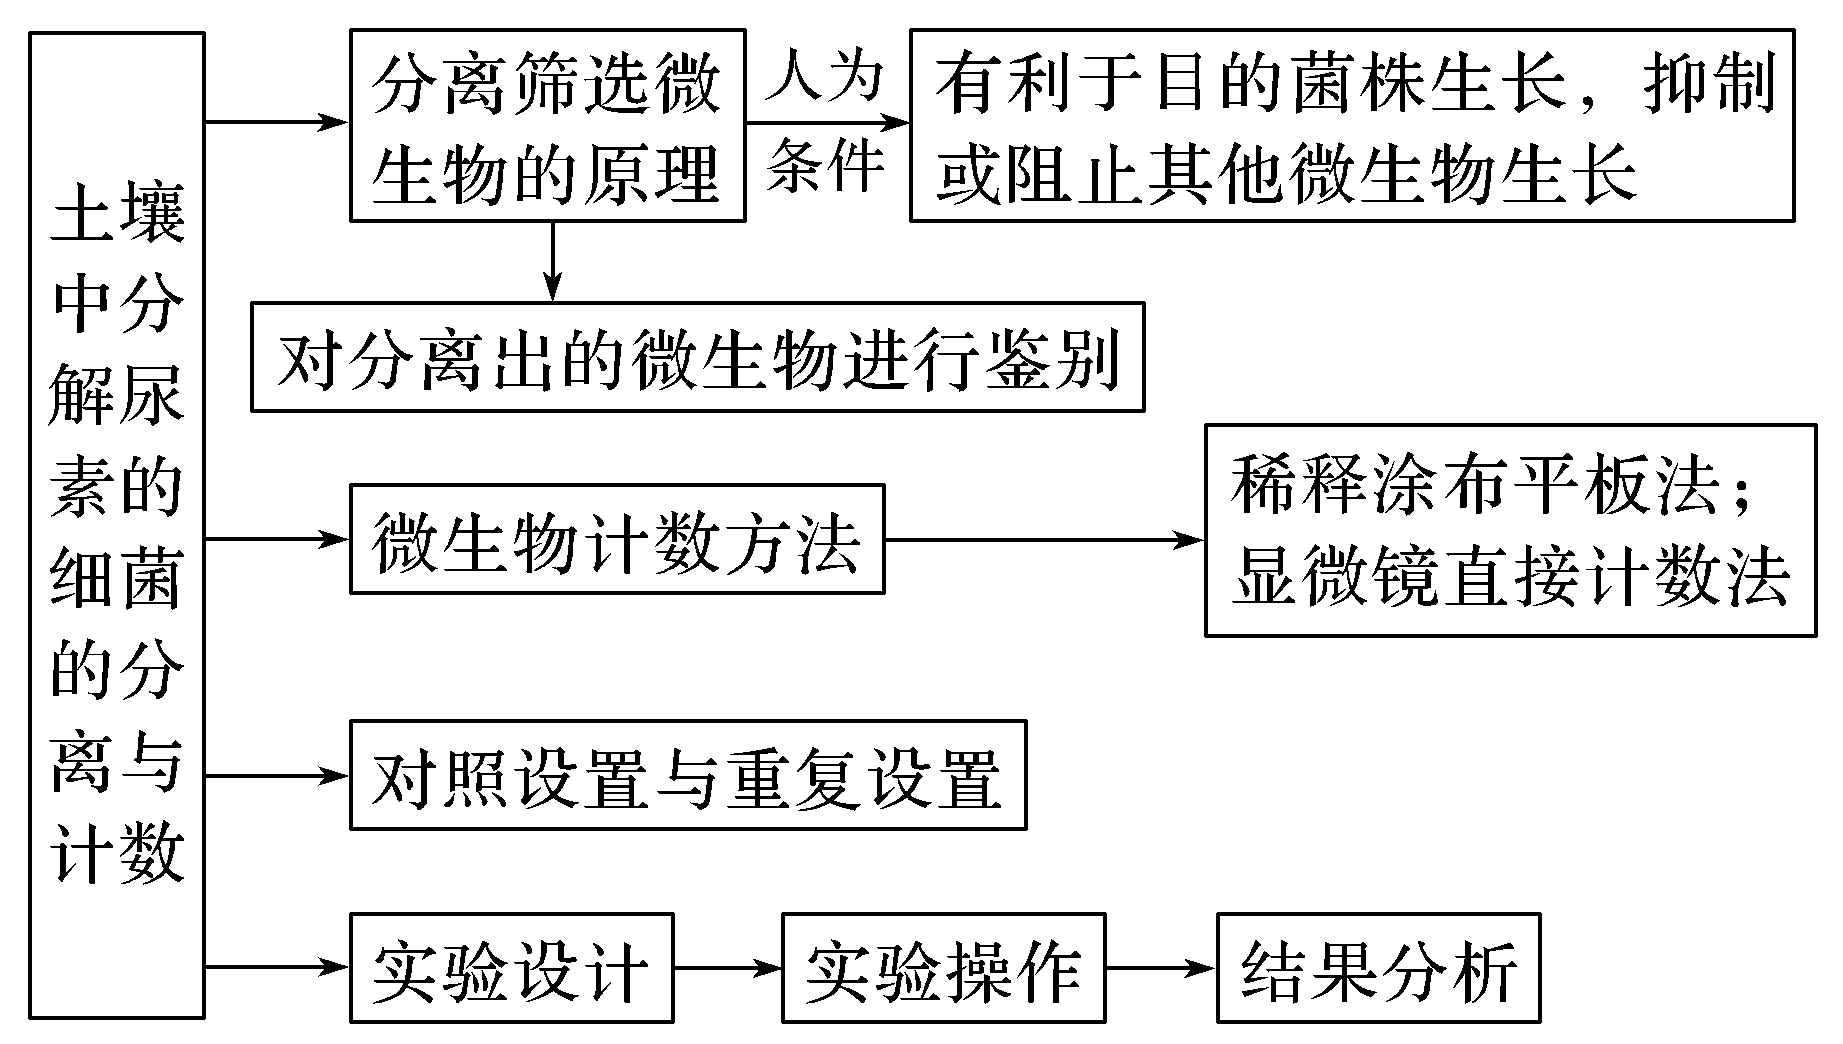 土壤
中分
解尿
素的
细菌
的分
离与
计数
分离筛选微
生物的原理
人为
条件
有利于目的菌株生长，抑制
或阻止其他微生物生长
对分离出的微生物进行鉴别
微生物计数方法
稀释涂布平板法；
显微镜直接计数法
对照设置与重复设置
实验设计
实验操作
结果分析